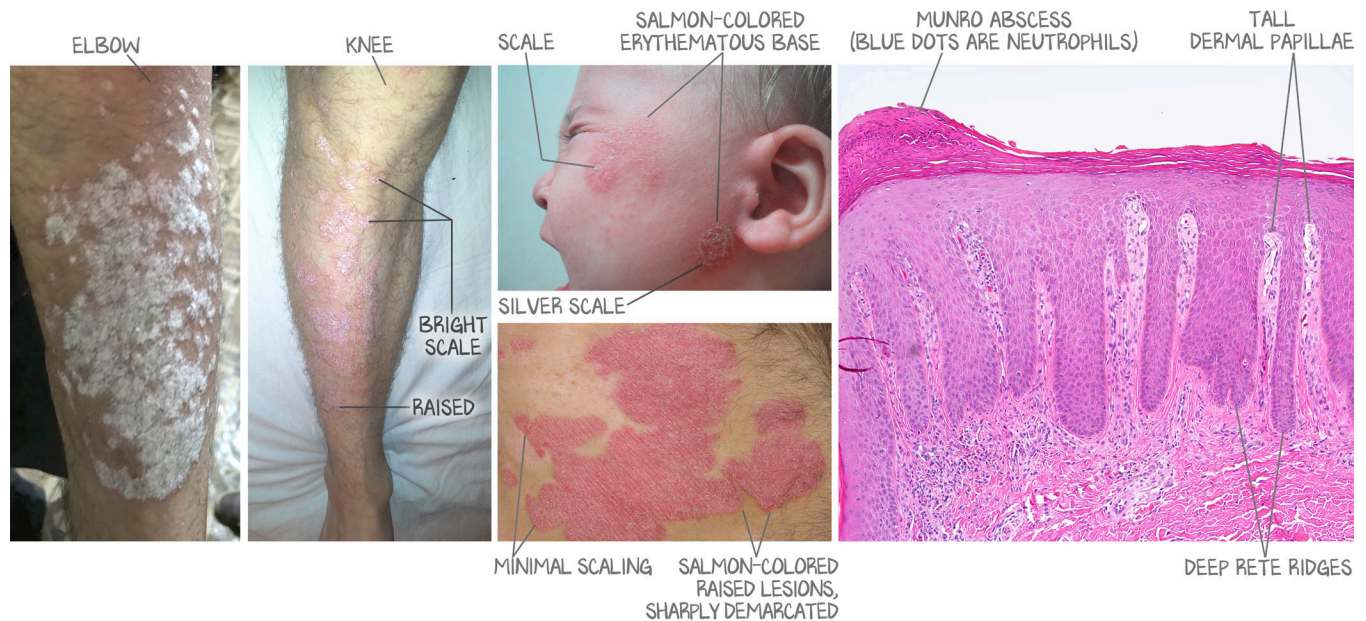 ELBOW
KNEE
SCALE
SALMON-COLORED
ERYTHEMATOUS BASE
MUNRO ABSCESS
(BLUE DOTS ARE NEUTROPHILS)
TALL
DERMAL PAPILLAE
BRIGHT
SCALE
RAISED
SILVER SCALE
MINIMAL SCALING
SALMON-COLORED
RAISED LESIONS,
SHARPLY DEMARCATED
DEEP RETE RIDGES